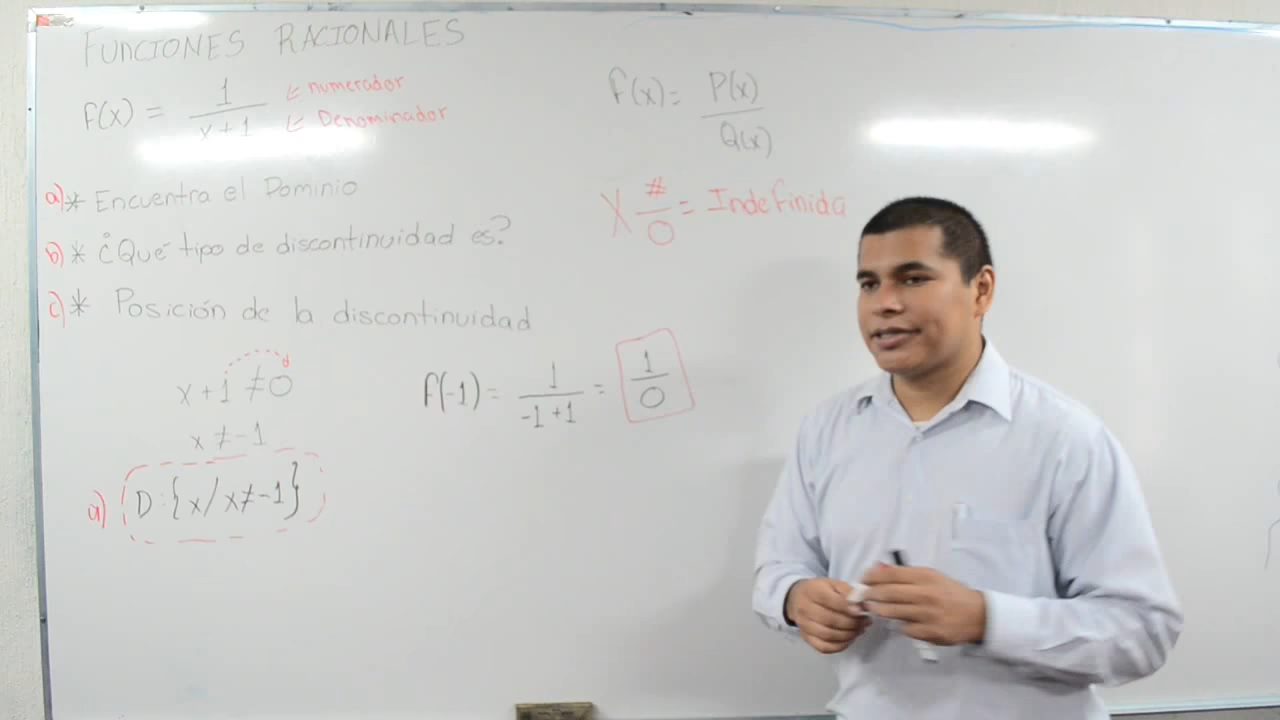 FUNCIONES RACIONALES
f(x) = 1/(x+1)
numerador
Denominador
a) * Encuentra el Dominio
b) * ¿Que tipo de discontinuidad es?
c) * Posición de la discontinuidad
x+1 ≠ 0
x ≠ -1
a) D:{x/x≠-1}
f(x) = P(x)/Q(x)
X #/0 = Indefinida
f(-1) = 1/(-1+1) = 1/0